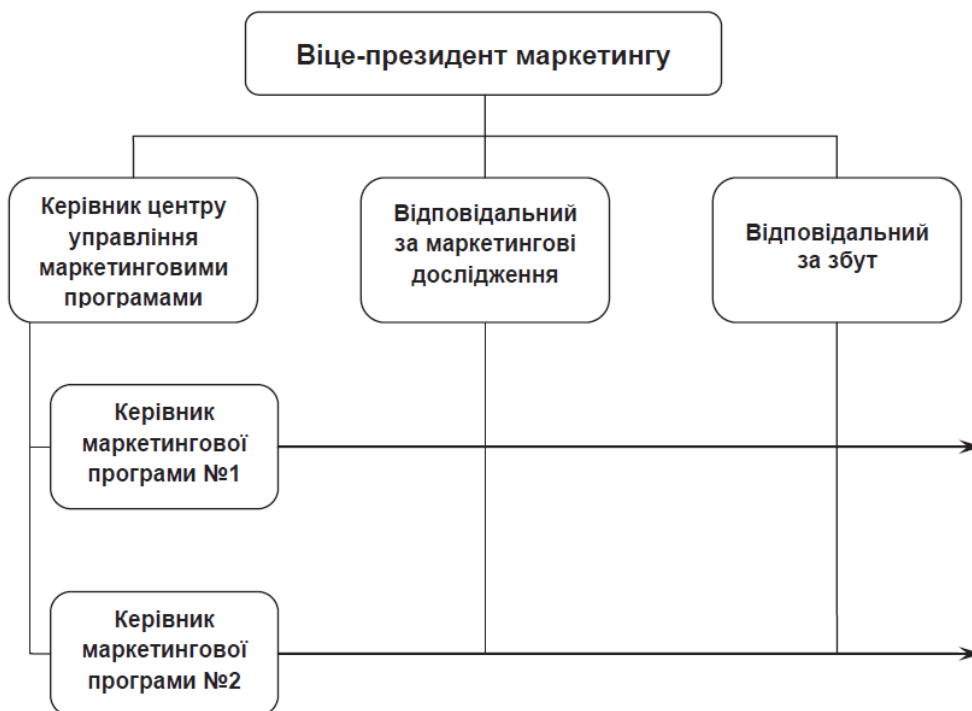 Віце-президент маркетингу
Керівник центру
управління
маркетинговими
програмами
Відповідальний
за маркетингові
дослідження
Відповідальний
за збут
Керівник
маркетингової
програми №1
Керівник
маркетингової
програми №2